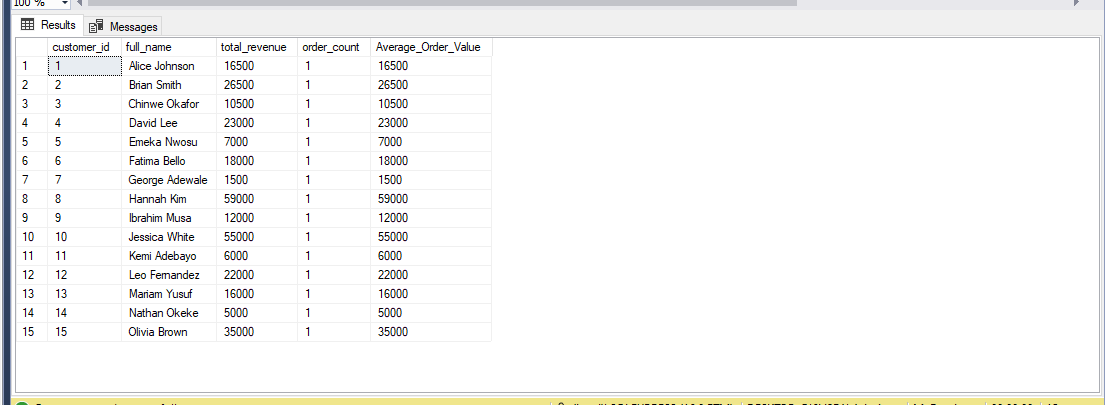 100 %
Results Messages
customer_id full_name total_revenue order_count Average_Order_Value
1 1 Alice Johnson 16500 1 16500
2 2 Brian Smith 26500 1 26500
3 3 Chinwe Okafor 10500 1 10500
4 4 David Lee 23000 1 23000
5 5 Emeka Nwosu 7000 1 7000
6 6 Fatima Bello 18000 1 18000
7 7 George Adewale 1500 1 1500
8 8 Hannah Kim 59000 1 59000
9 9 Ibrahim Musa 12000 1 12000
10 10 Jessica White 55000 1 55000
11 11 Kemi Adebayo 6000 1 6000
12 12 Leo Fernandez 22000 1 22000
13 13 Mariam Yusuf 16000 1 16000
14 14 Nathan Okeke 5000 1 5000
15 15 Olivia Brown 35000 1 35000